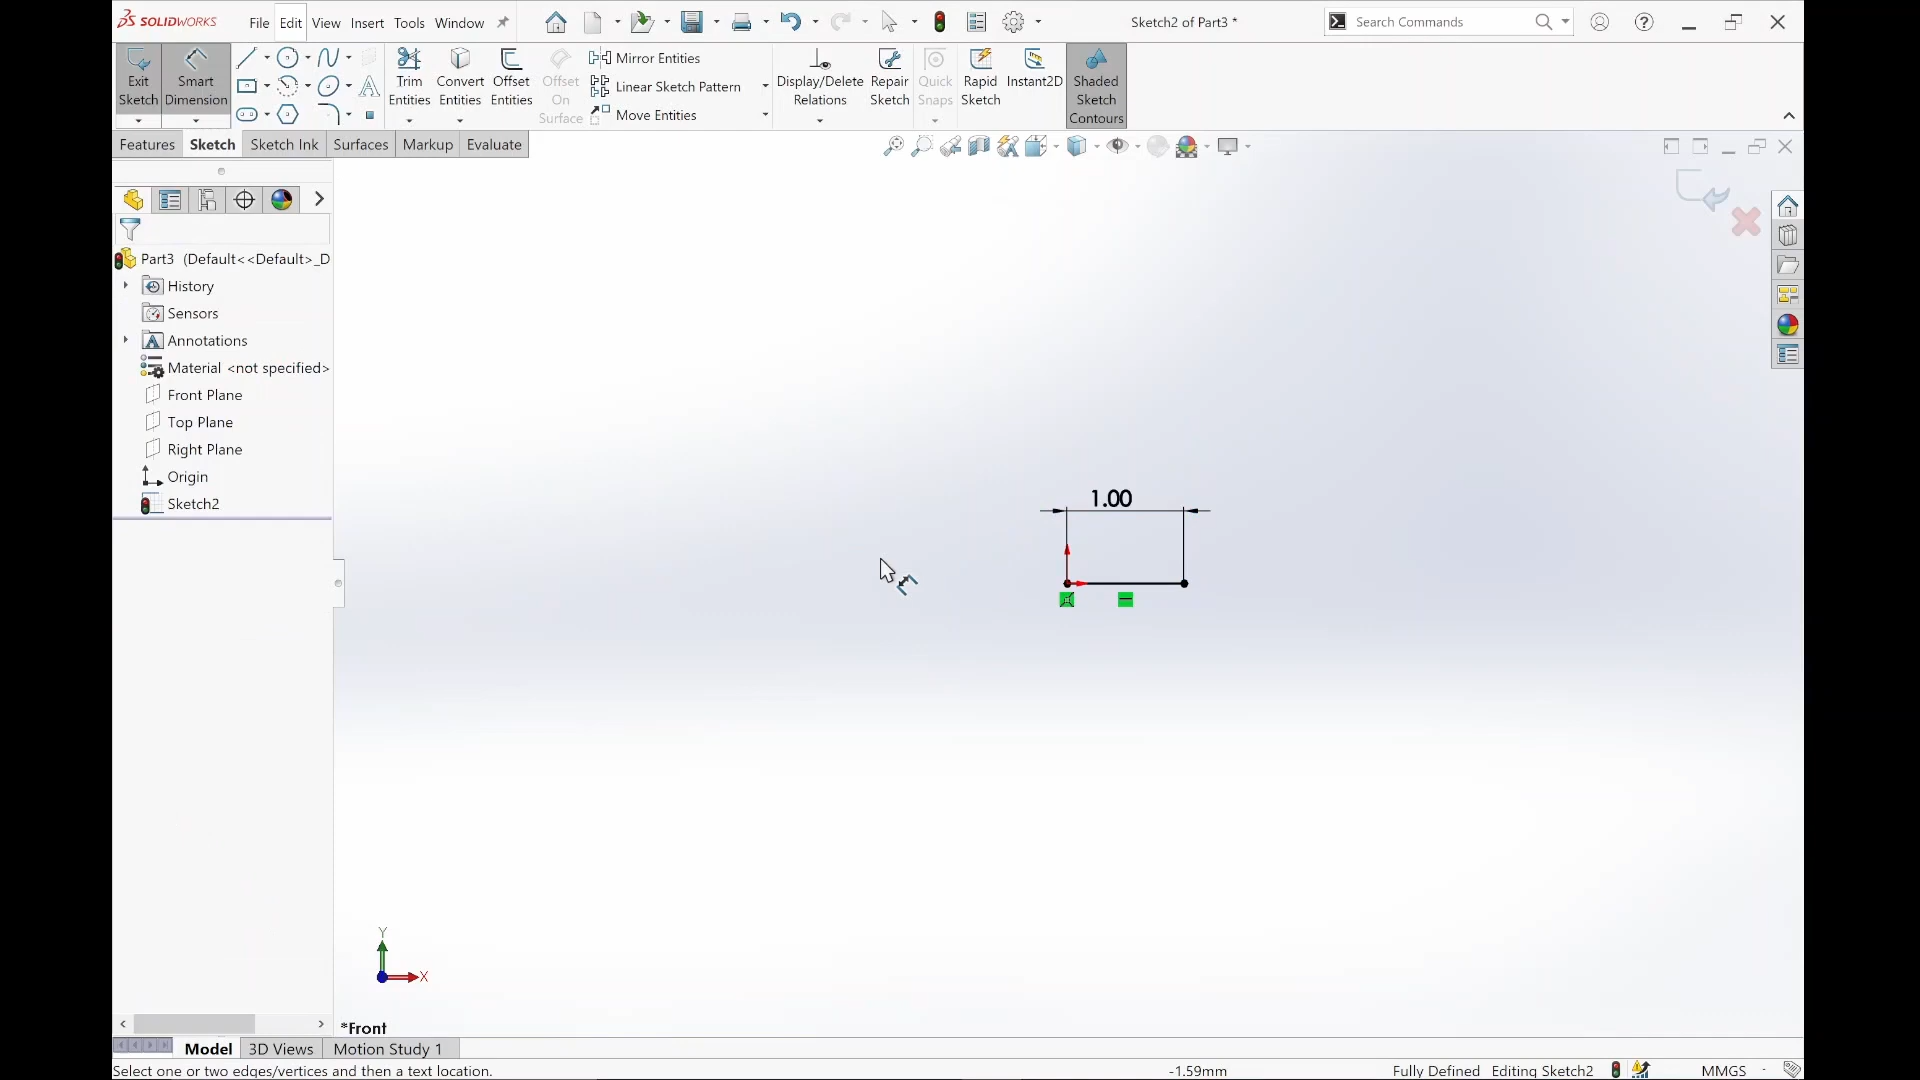 SOLIDWORKS File Edit View Insert Tools Window Sketch2 of Part3 * Search Commands
Exit Sketch
Smart Dimension
Trim Entities
Convert Entities
Offset Entities
Offset On Surface
Mirror Entities
Linear Sketch Pattern
Move Entities
Display/Delete Relations
Repair Sketch
Quick Snaps
Rapid Sketch
Instant2D
Shaded Sketch Contours
Features Sketch Sketch Ink Surfaces Markup Evaluate
Part3 (Default<<Default>_D
History
Sensors
Annotations
Material <not specified>
Front Plane
Top Plane
Right Plane
Origin
Sketch2
1.00
Y
X
*Front
Model 3D Views Motion Study 1
Select one or two edges/vertices and then a text location. -1.59mm Fully Defined Editing Sketch2 MMGS -